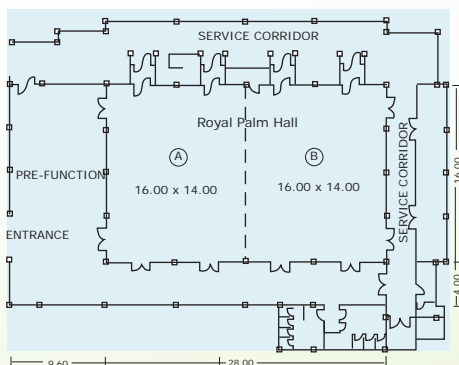 SERVICE CORRIDOR
Royal Palm Hall
A
B
16.00 x 14.00
16.00 x 14.00
PRE-FUNCTION
ENTRANCE
SERVICE CORRIDOR
16.00
4.00
9.60
28.00